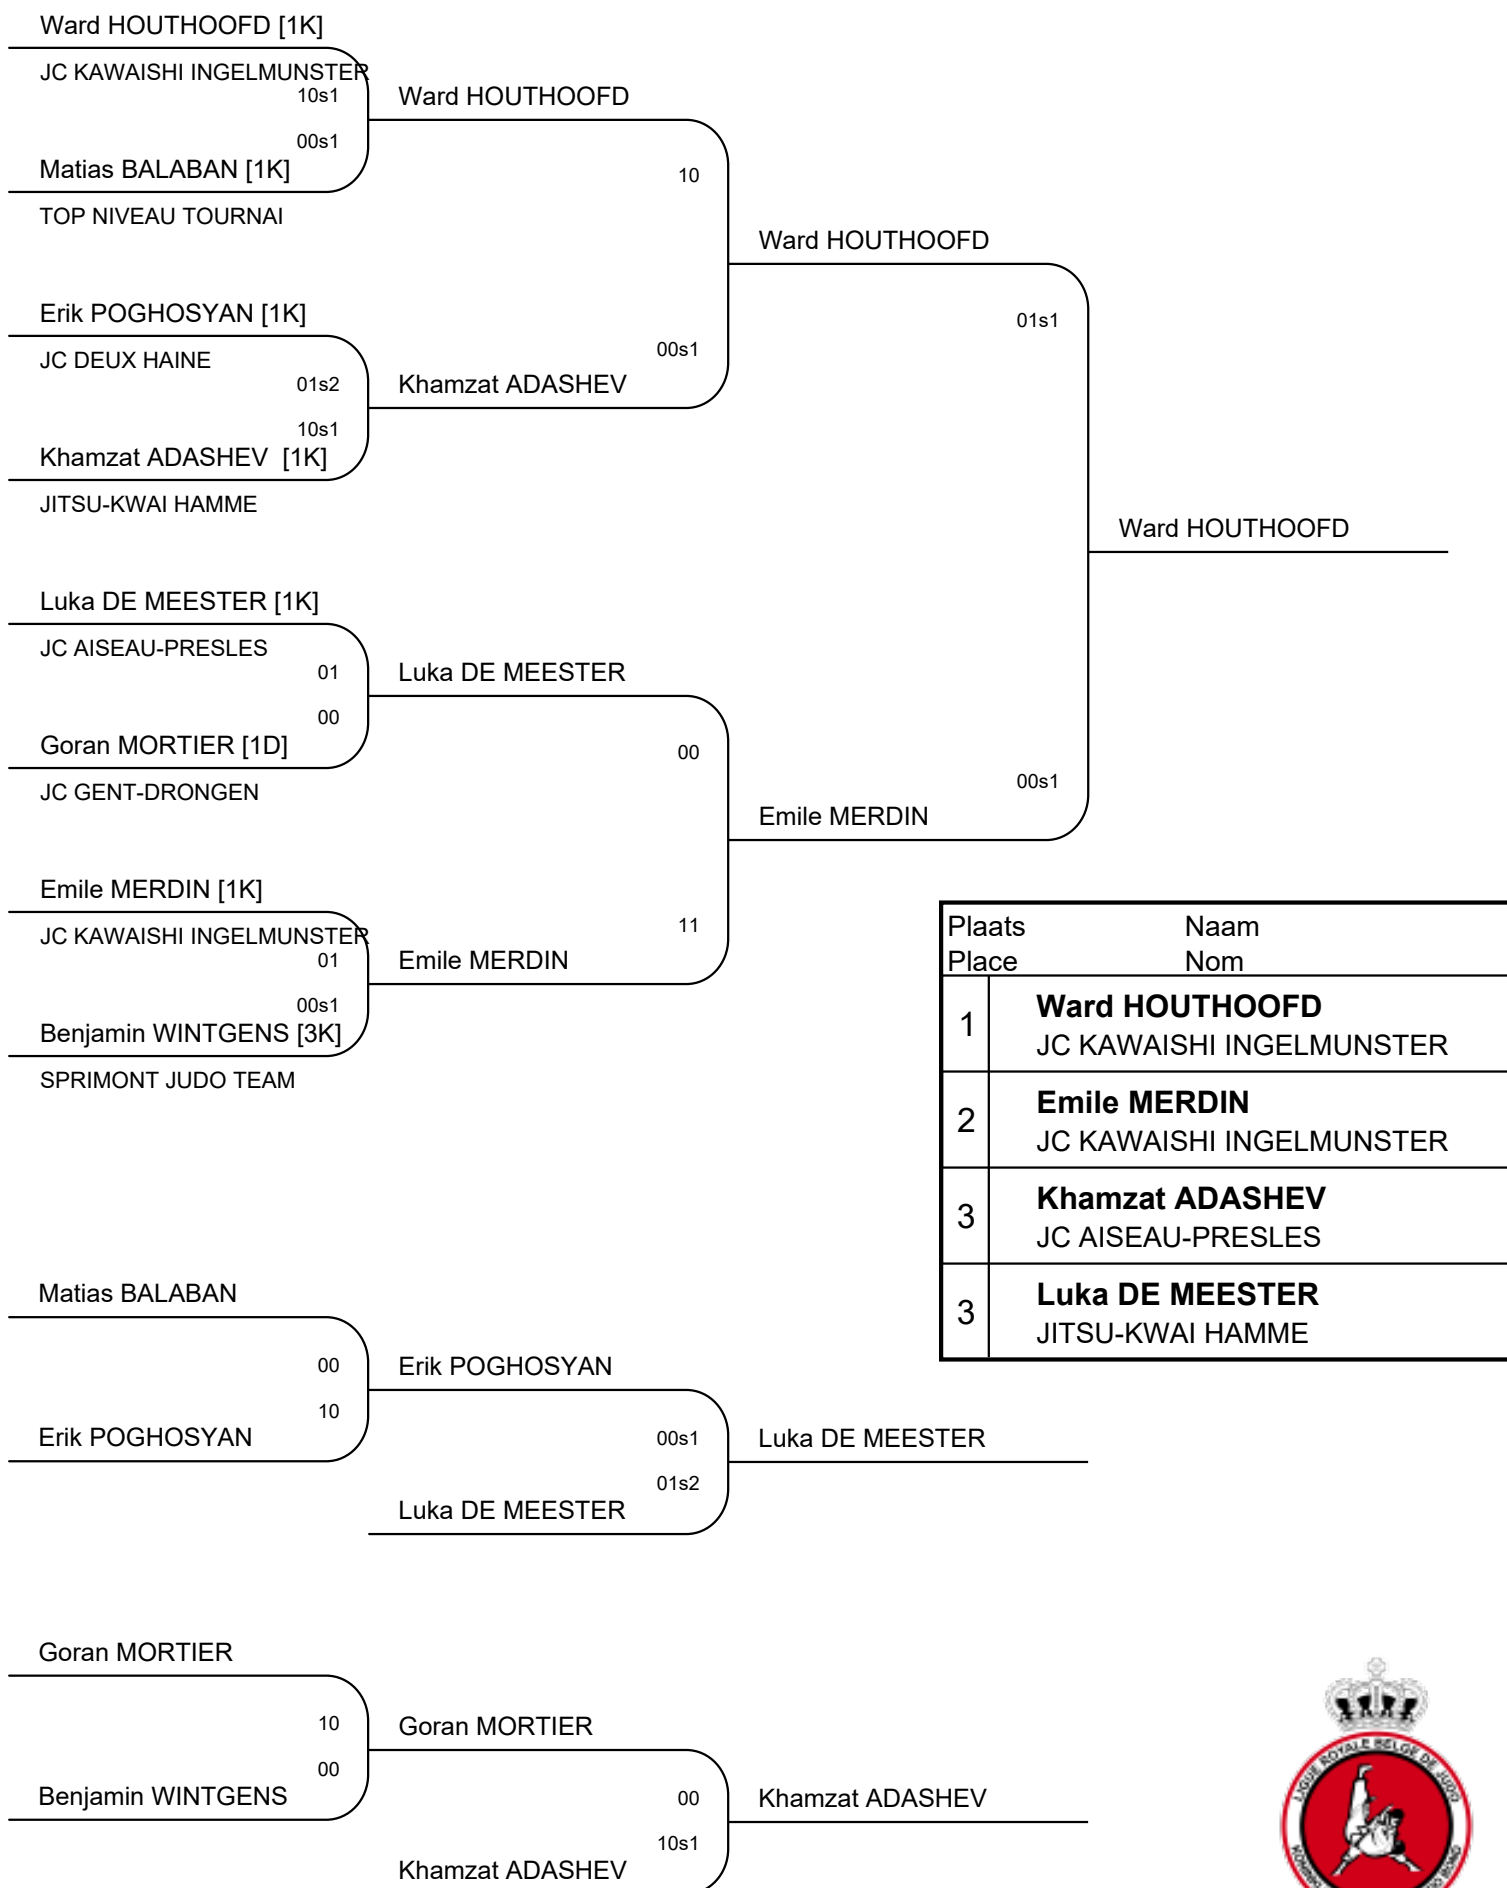 Ward HOUTHOOFD [1K]
JC KAWAISHI INGELMUNSTER
10s1
00s1
Matias BALABAN [1K]
TOP NIVEAU TOURNAI
Erik POGHOSYAN [1K]
JC DEUX HAINE
01s2
10s1
Khamzat ADASHEV [1K]
JITSU-KWAI HAMME
Luka DE MEESTER [1K]
JC AISEAU-PRESLES
01
00
Goran MORTIER [1D]
JC GENT-DRONGEN
Emile MERDIN [1K]
JC KAWAISHI INGELMUNSTER
01
00s1
Benjamin WINTGENS [3K]
SPRIMONT JUDO TEAM
Ward HOUTHOOFD
10
00s1
Khamzat ADASHEV
Luka DE MEESTER
00
11
Emile MERDIN
Ward HOUTHOOFD
01s1
00s1
Emile MERDIN
Ward HOUTHOOFD
Plaats Naam
Place Nom
1 Ward HOUTHOOFD
JC KAWAISHI INGELMUNSTER
2 Emile MERDIN
JC KAWAISHI INGELMUNSTER
3 Khamzat ADASHEV
JC AISEAU-PRESLES
3 Luka DE MEESTER
JITSU-KWAI HAMME
Matias BALABAN
00
10
Erik POGHOSYAN
Erik POGHOSYAN
00s1
01s2
Luka DE MEESTER
Luka DE MEESTER
Goran MORTIER
10
00
Benjamin WINTGENS
Goran MORTIER
00
10s1
Khamzat ADASHEV
Khamzat ADASHEV
LIGUE ROYALE BELGE DE JUDO